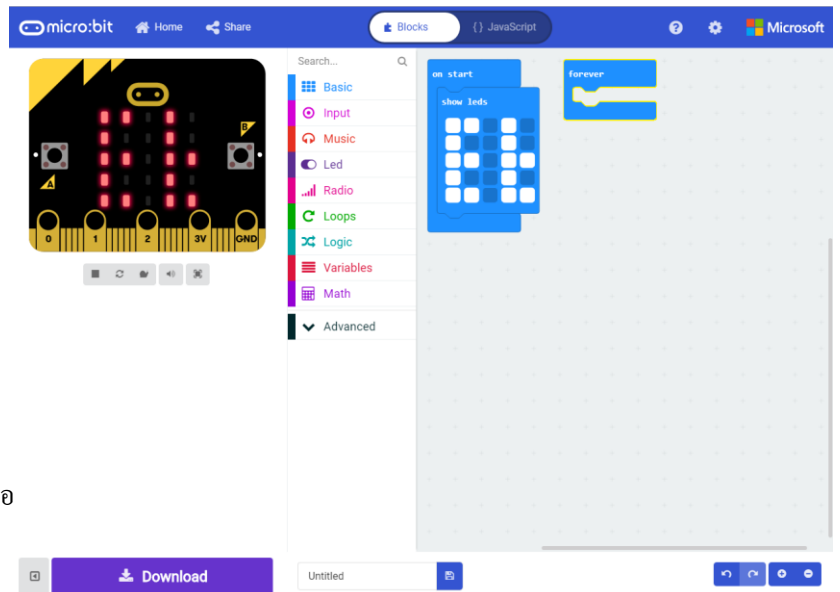 micro:bit Home Share Blocks {} JavaScript ? Microsoft
Search...
Basic
Input
Music
Led
Radio
Loops
Logic
Variables
Math
Advanced
on start
show leds
forever
B
A
0 1 2 3V GND
อ
Download
Untitled